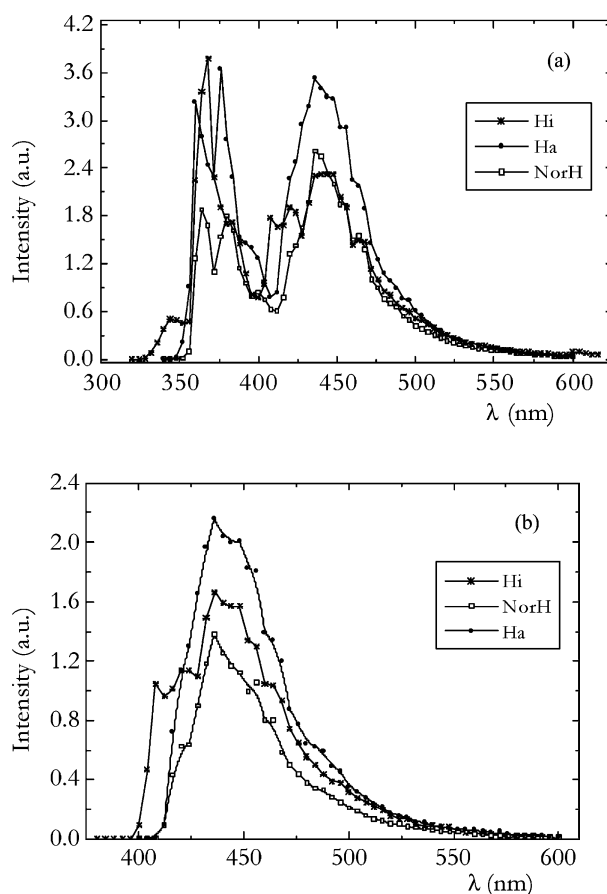 (a)
Hi
Ha
NorH
Intensity (a.u.)
4.2
3.6
3.0
2.4
1.8
1.2
0.6
0.0
300 350 400 450 500 550 600
λ (nm)
(b)
Hi
NorH
Ha
Intensity (a.u.)
2.4
2.0
1.6
1.2
0.8
0.4
0.0
400 450 500 550 600
λ (nm)